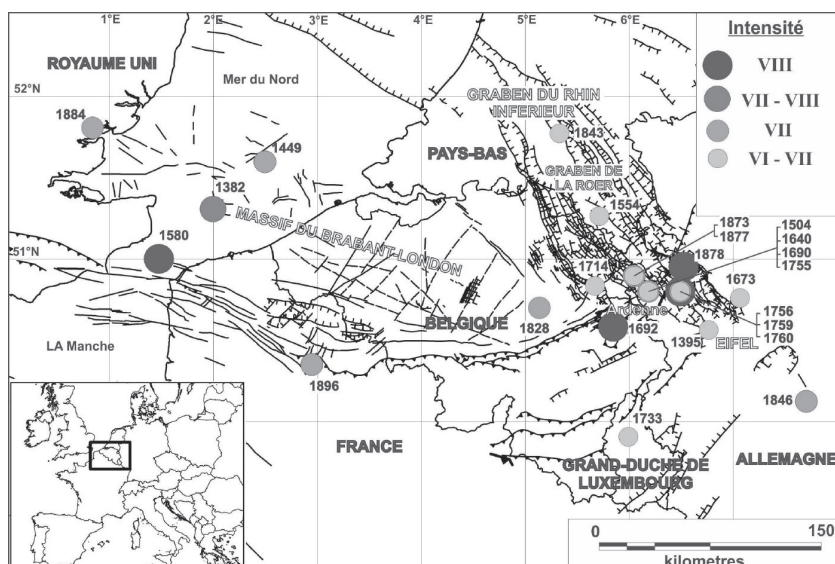 1°E
2°E
3°E
4°E
5°E
6°E
Intensité
VIII
VII - VIII
VII
VI - VII
ROYAUME UNI
Mer du Nord
52°N
1884
GRABEN DU RHIN
INFERIEUR
1843
1449
PAYS-BAS
GRABEN DE
LA ROER
1382
1554
MASSIF DU BRABANT-LONDON
1873
1877
1504
1640
1690
1755
1580
51°N
1878
1714
1673
Ardenne
1828
BELGIQUE
1692
1756
1759
1760
1395
EIFEL
LA Manche
1896
1846
1733
FRANCE
GRAND-DUCHE DE
LUXEMBOURG
ALLEMAGNE
0
150
kilometres